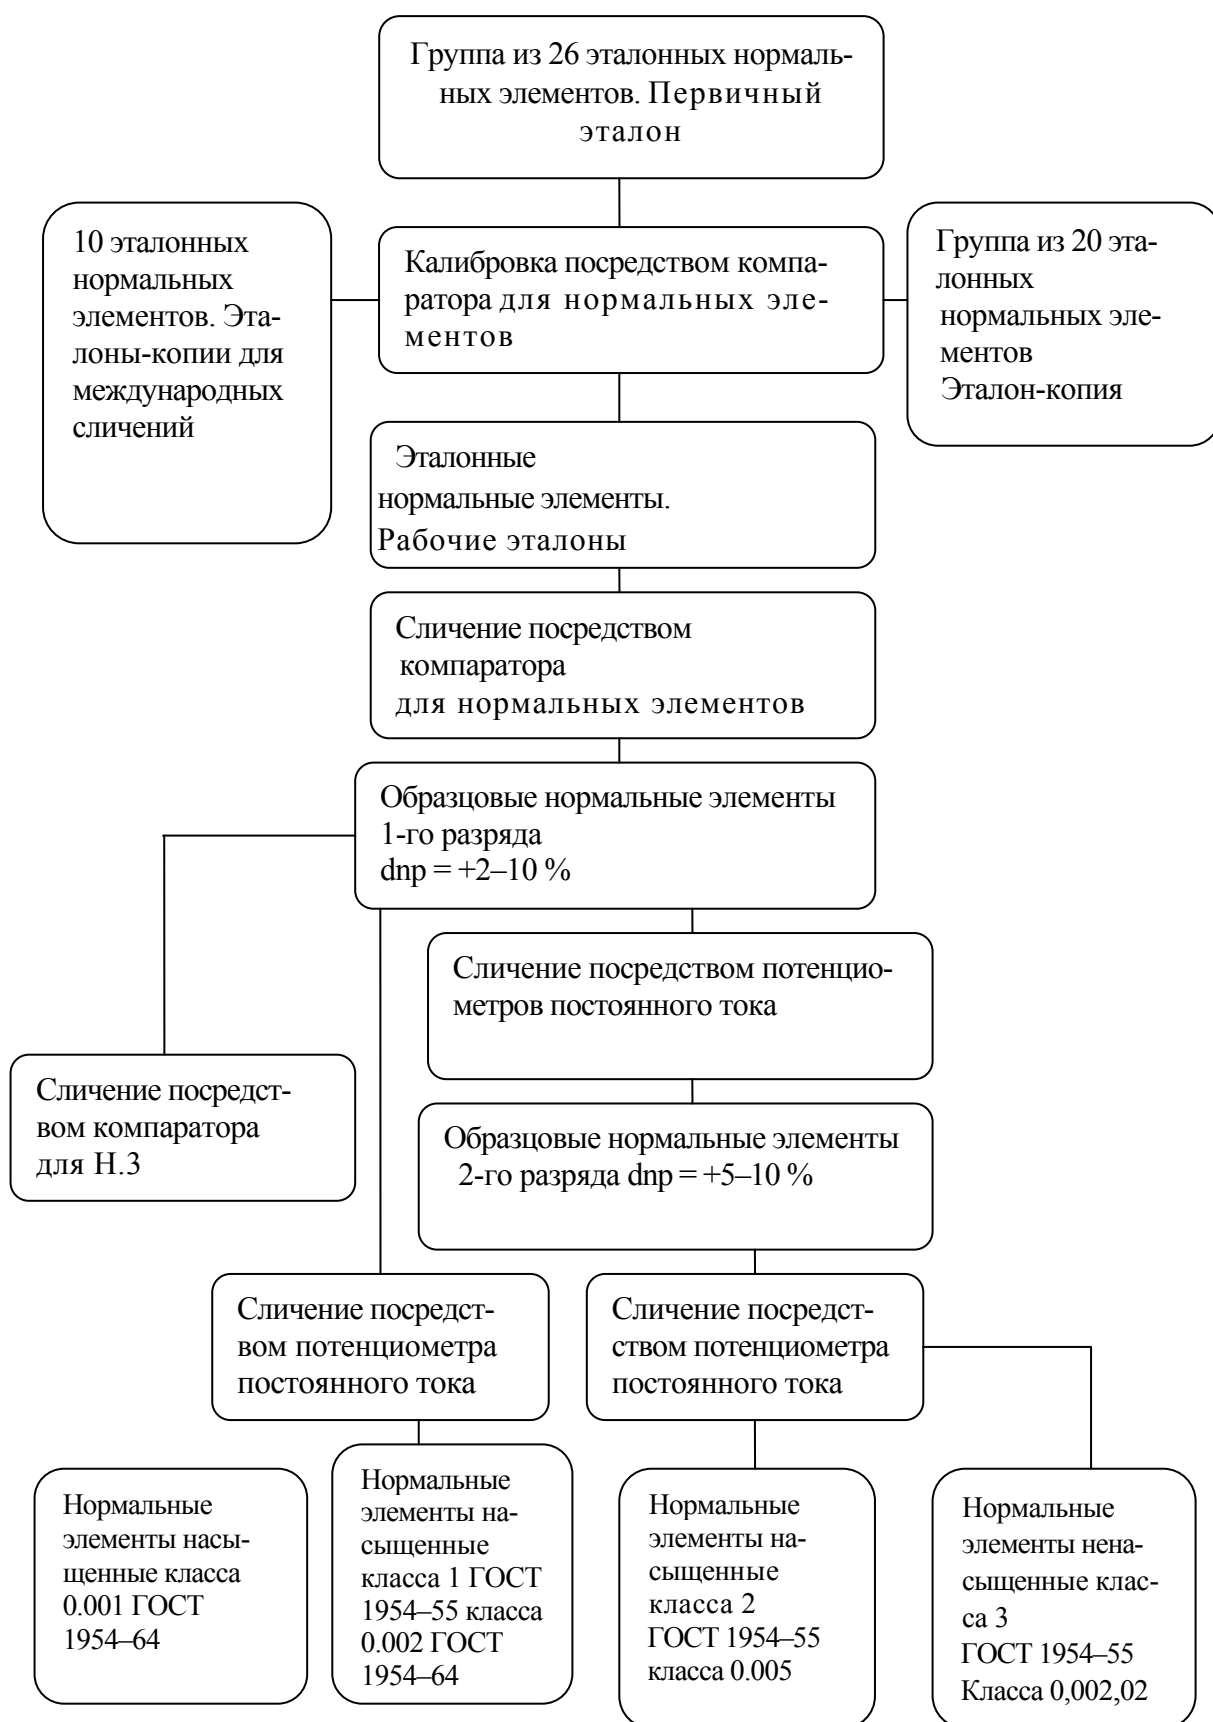 Группа из 26 эталонных нормаль-
ных элементов. Первичный
эталон
10 эталонных
нормальных
элементов. Эта-
лоны-копии для
международных
сличений
Калибровка посредством компа-
ратора для нормальных эле-
ментов
Группа из 20 эта-
лонных
нормальных эле-
ментов
Эталон-копия
Эталонные
нормальные элементы.
Рабочие эталоны
Сличение посредством
компаратора
для нормальных элементов
Образцовые нормальные элементы
1-го разряда
dnp = +2–10 %
Сличение посредством потенцио-
метров постоянного тока
Сличение посредст-
вом компаратора
для Н.З
Образцовые нормальные элементы
2-го разряда dnp = +5–10 %
Сличение посредст-
вом потенциометра
постоянного тока
Сличение посредст-
ством потенциометра
постоянного тока
Нормальные
элементы насы-
щенные класса
0.001 ГОСТ
1954–64
Нормальные
элементы на-
сыщенные
класса 1 ГОСТ
1954–55 класса
0.002 ГОСТ
1954–64
Нормальные
элементы на-
сыщенные
класса 2
ГОСТ 1954–55
класса 0.005
Нормальные
элементы нена-
сыщенные клас-
са 3
ГОСТ 1954–55
Класса 0,002,02